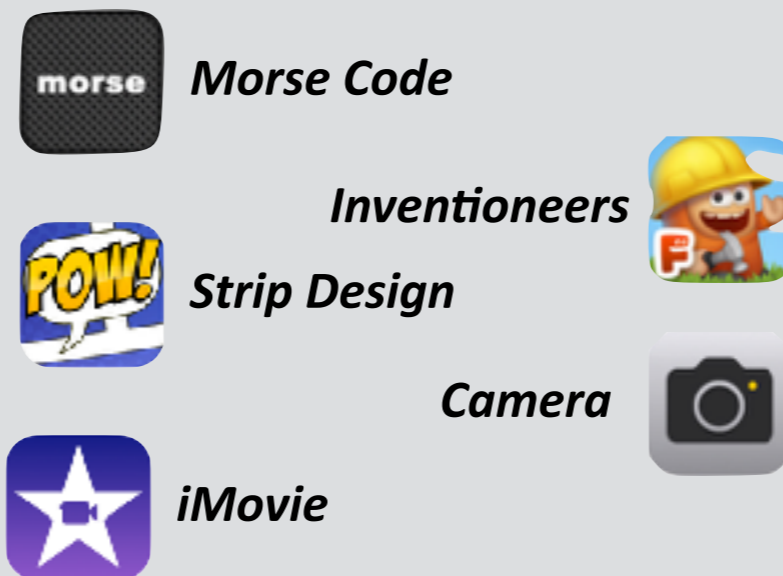 morse
Morse Code
Inventioneers
F
POW!
Strip Design
Camera
iMovie